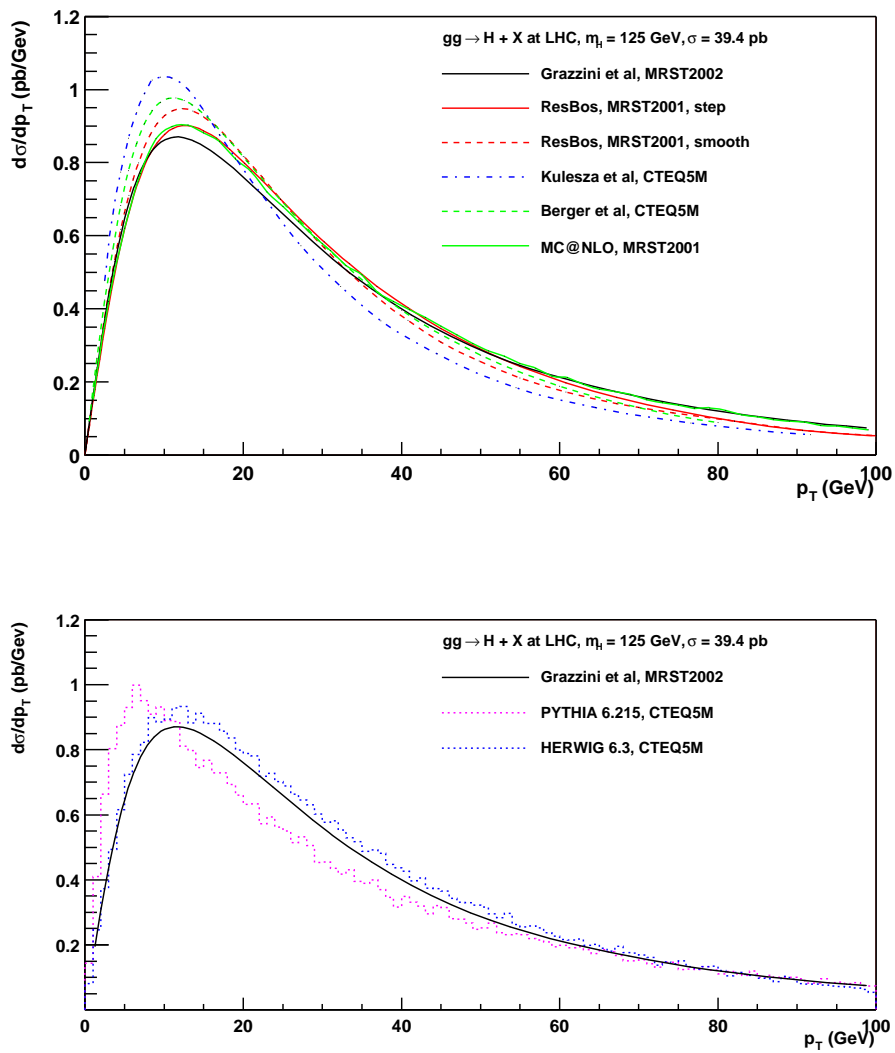 dσ/dp_T (pb/Gev)
1.2
1
0.8
0.6
0.4
0.2
0
gg → H + X at LHC, m_H = 125 GeV, σ = 39.4 pb
Grazzini et al, MRST2002
ResBos, MRST2001, step
ResBos, MRST2001, smooth
Kulesza et al, CTEQ5M
Berger et al, CTEQ5M
MC@NLO, MRST2001
0 20 40 60 80 100
p_T (GeV)
dσ/dp_T (pb/Gev)
1.2
1
0.8
0.6
0.4
0.2
gg → H + X at LHC, m_H = 125 GeV, σ = 39.4 pb
Grazzini et al, MRST2002
PYTHIA 6.215, CTEQ5M
HERWIG 6.3, CTEQ5M
0 20 40 60 80 100
p_T (GeV)